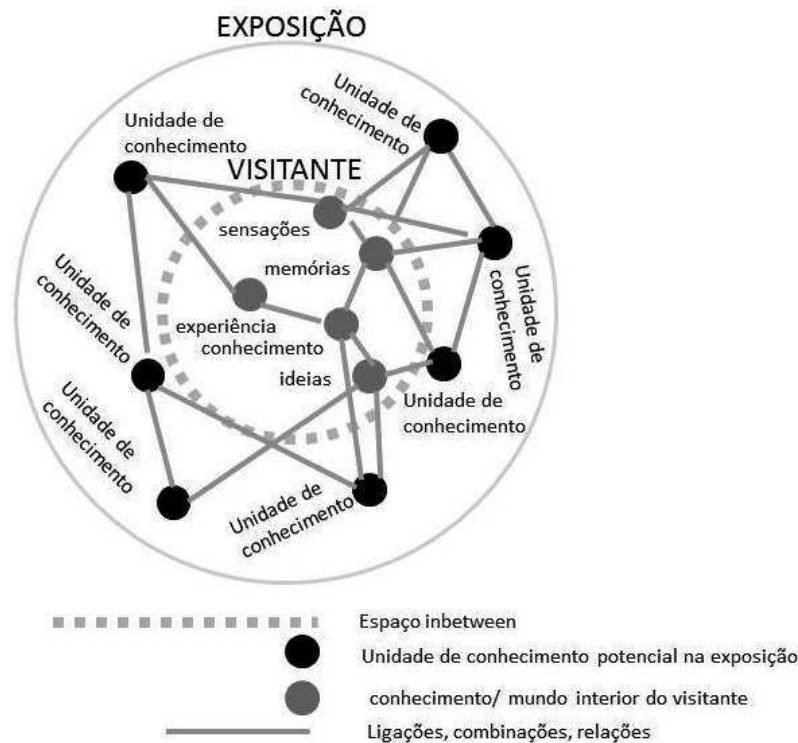 EXPOSIÇÃO
Unidade de
conhecimento
Unidade de
conhecimento
VISITANTE
sensações
memórias
Unidade de
conhecimento
Unidade de
conhecimento
experiência
conhecimento
ideias
Unidade de
conhecimento
Unidade de
conhecimento
Unidade de
conhecimento
Espaço inbetween
Unidade de conhecimento potencial na exposição
conhecimento/ mundo interior do visitante
Ligações, combinações, relações